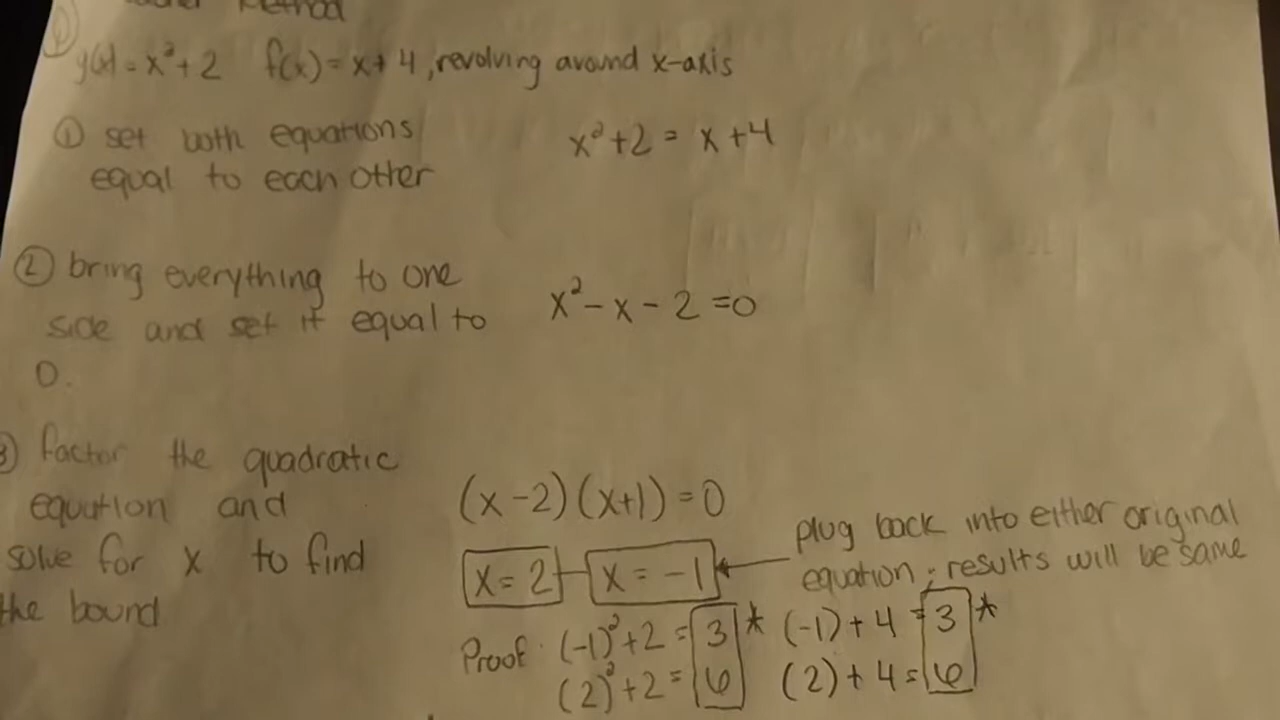 Method
y(x) = x² + 2 f(x) = x + 4, revolving around x-axis
① set both equations
equal to each otter
x² + 2 = x + 4
② bring everything to one
side and set it equal to
0.
x² - x - 2 = 0
3) factor the quadratic
equation and
solve for x to find
the bound
(x - 2)(x + 1) = 0
x = 2 x = -1
plug back into either original
equation; results will be same
Proof: (-1)² + 2 = 3 * (-1) + 4 = 3 *
(2)² + 2 = 6 (2) + 4 = 6